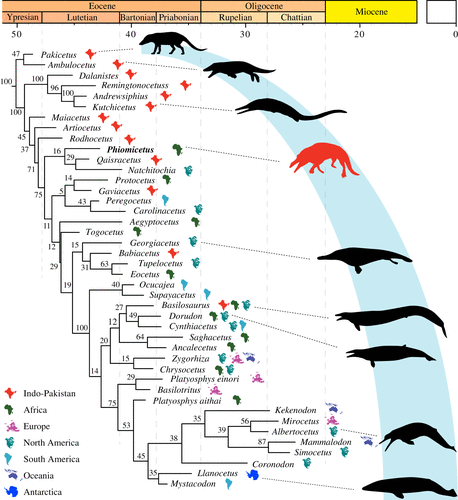 Eocene Oligocene Miocene
Ypresian Lutetian Bartonian Priabonian Rupelian Chattian
50 40 30 20 10 0
47 Pakicetus
Ambulocetus
100 100 Dalanistes
Remingtonocetus
96 Andrewsiphius
100 60 Kutchicetus
Maiacetus
Artiocetus
37 Rodhocetus
16 Phiomicetus
71 29 Qaisracetus
Natchitochia
75 14 Protocetus
5 Gaviacetus
43 Peregocetus
11 Carolinacetus
Aegyptocetus
12 Togocetus
15 Georgiacetus
29 Babiacetus
31 63 Tupelocetus
19 Eocetus
40 Ocucajea
Supayacetus
27 Basilosaurus
100 49 Dorudon
12 Cynthiacetus
64 Saghacetus
20 Ancalecetus
15 Zygorhiza
14 Chrysocetus
29 Platyosphys einori
75 Basilotritus
Platyosphys aithai
53 Kekenodon
35 56 Mirocetus
39 Albertocetus
38 87 Mammalodon
Simocetus
45 Coronodon
35 Llanocetus
Mystacodon
Indo-Pakistan
Africa
Europe
North America
South America
Oceania
Antarctica